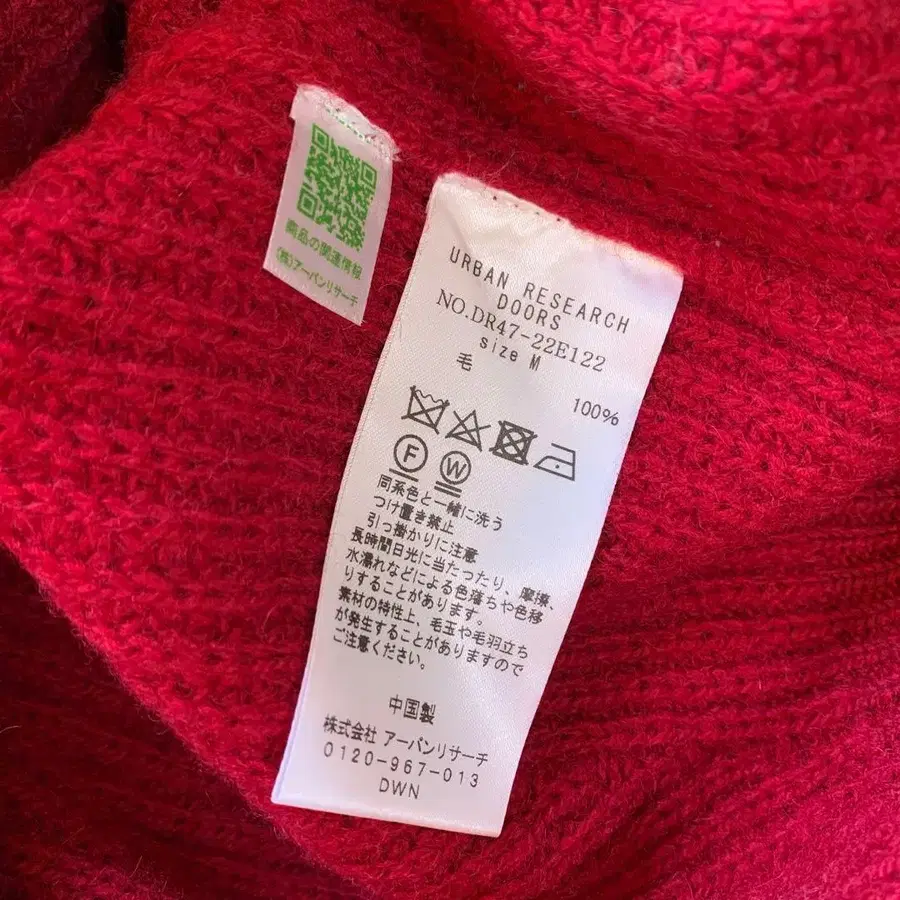 商品の関連情報
(株)アーバンリサーチ
URBAN RESEARCH
DOORS
NO.DR47-22E122
size M
毛 100%
F W
同系色と一緒に洗う
つけ置き禁止
引っ掛かりに注意
長時間日光に当たったり、摩擦、
水濡れなどによる色落ちや色移
りすることがあります。
素材の特性上、毛玉や毛羽立ち
が発生することがありますので
ご注意ください。
中国製
株式会社 アーバンリサーチ
0120-967-013
DWN